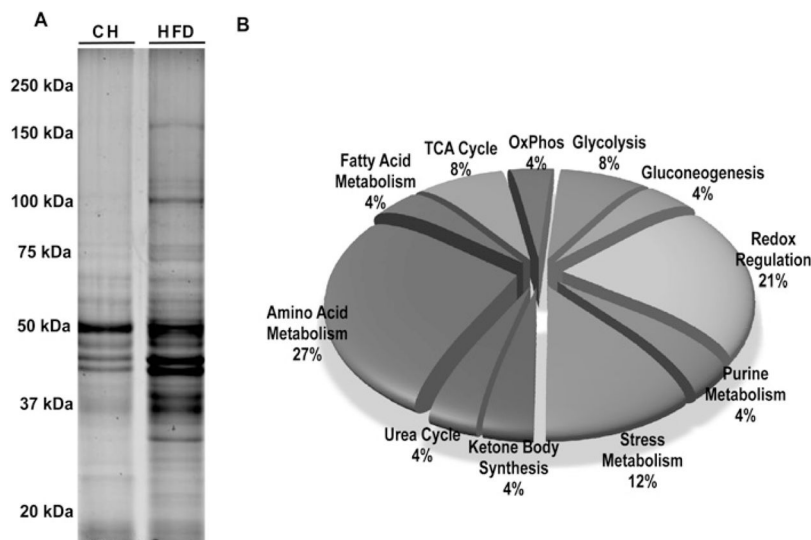 A
CH HFD
250 kDa
150 kDa
100 kDa
75 kDa
50 kDa
37 kDa
20 kDa
B
OxPhos
4%
Glycolysis
8%
Gluconeogenesis
4%
Redox
Regulation
21%
Purine
Metabolism
4%
Stress
Metabolism
12%
Ketone Body
Synthesis
4%
Urea Cycle
4%
Amino Acid
Metabolism
27%
Fatty Acid
Metabolism
4%
TCA Cycle
8%